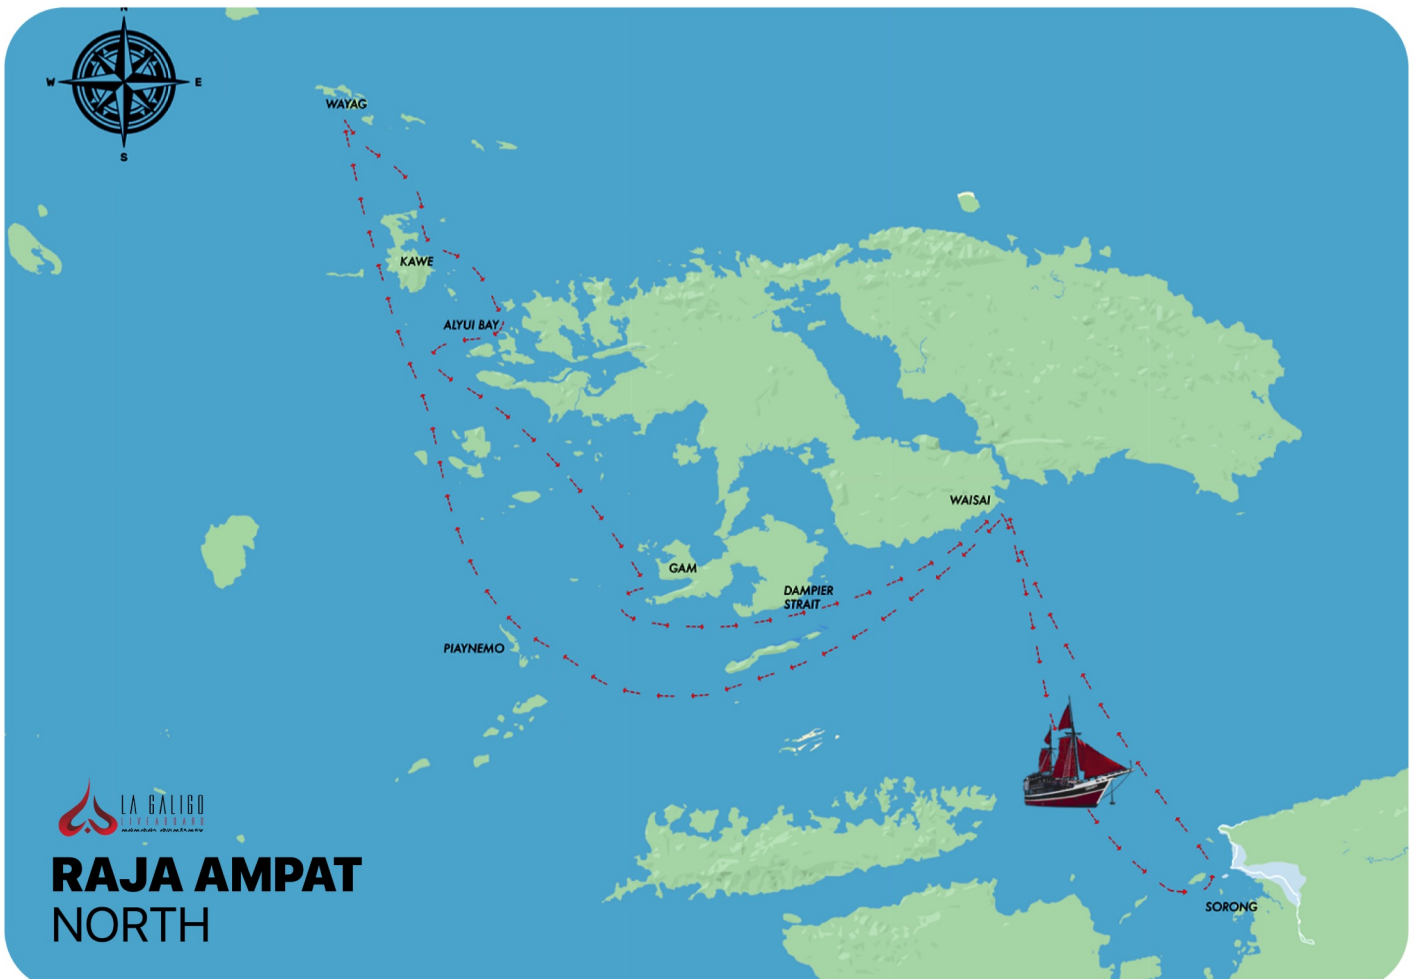 N
W
E
S
WAYAG
KAWE
ALYUI BAY
WAISAI
GAM
DAMPIER
STRAIT
PIAYNEMO
LA GALIGO
LIVEABOARD
RAJA AMPAT
NORTH
SORONG